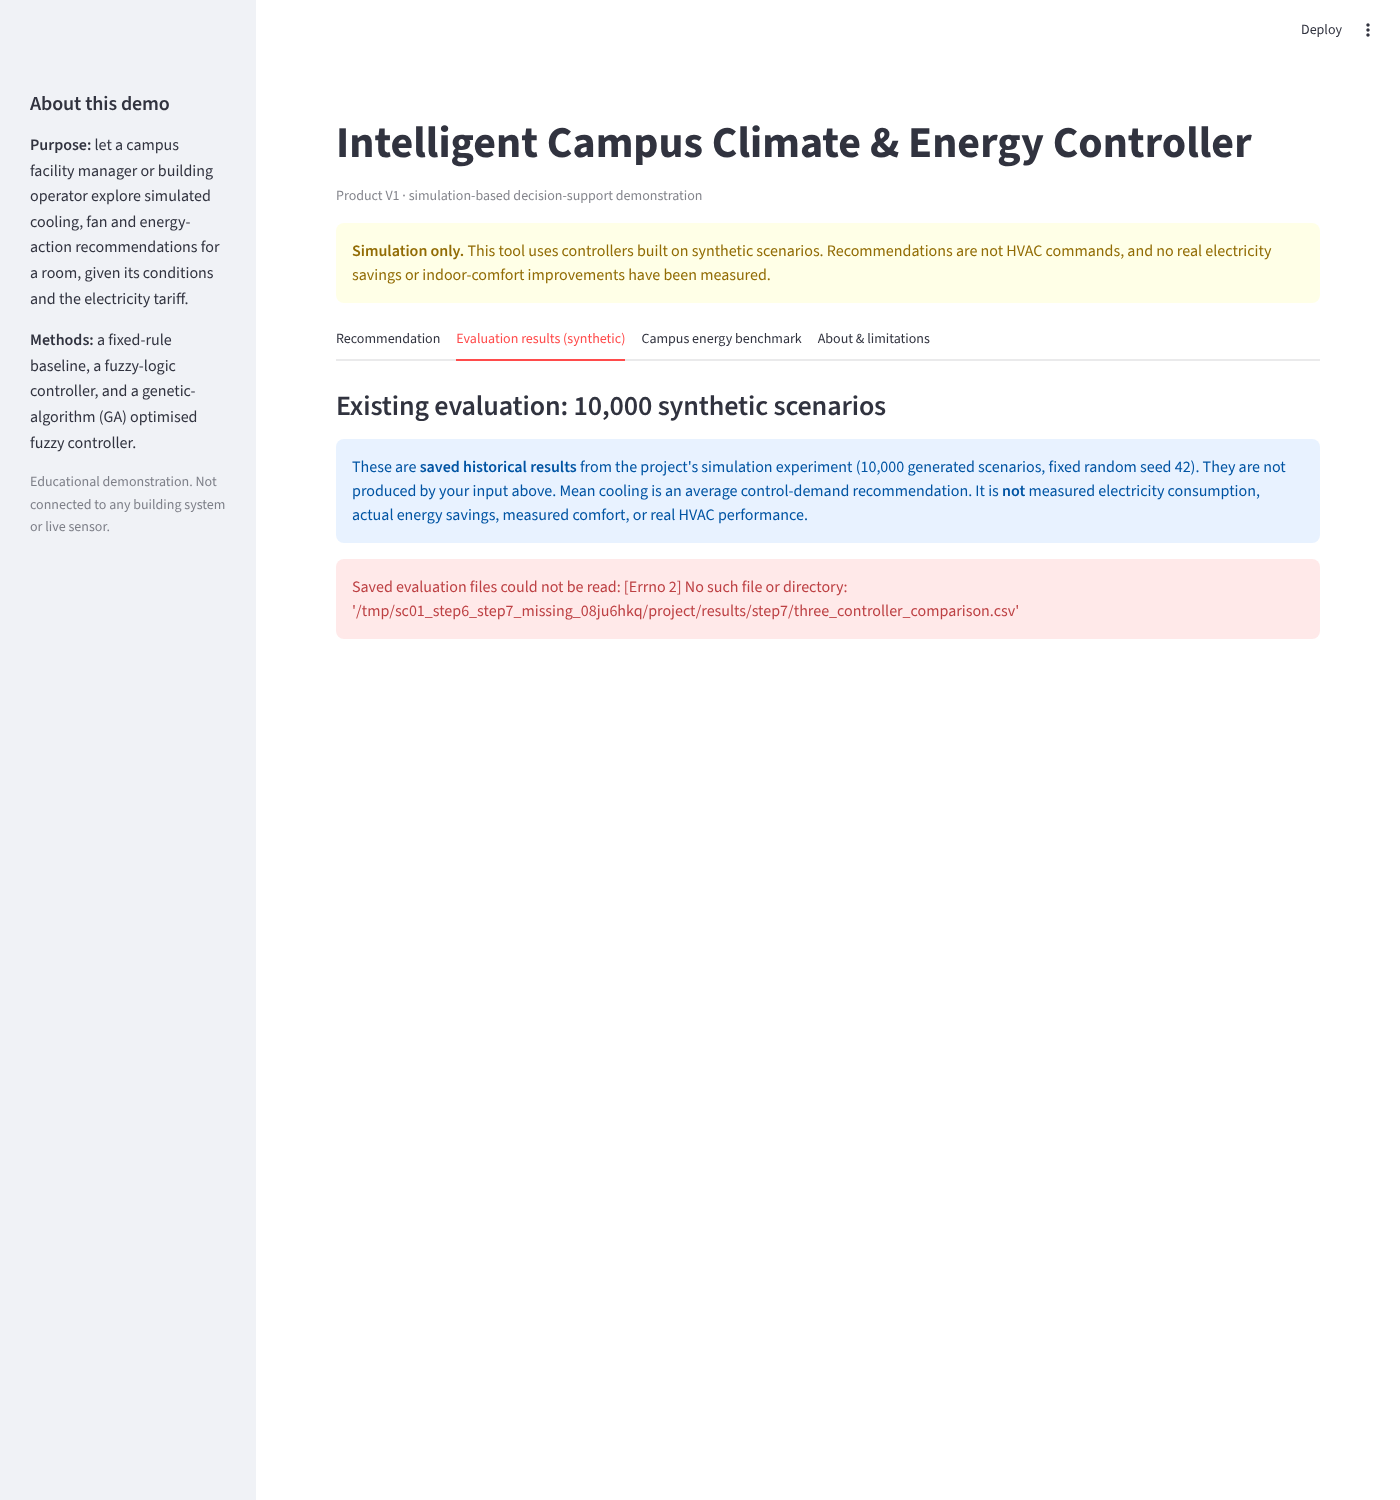 Deploy
About this demo
Purpose: let a campus
facility manager or building
operator explore simulated
cooling, fan and energy-
action recommendations for
a room, given its conditions
and the electricity tariff.
Methods: a fixed-rule
baseline, a fuzzy-logic
controller, and a genetic-
algorithm (GA) optimised
fuzzy controller.
Educational demonstration. Not
connected to any building system
or live sensor.
Intelligent Campus Climate & Energy Controller
Product V1 · simulation-based decision-support demonstration
Simulation only. This tool uses controllers built on synthetic scenarios. Recommendations are not HVAC commands, and no real electricity
savings or indoor-comfort improvements have been measured.
Recommendation Evaluation results (synthetic) Campus energy benchmark About & limitations
Existing evaluation: 10,000 synthetic scenarios
These are saved historical results from the project's simulation experiment (10,000 generated scenarios, fixed random seed 42). They are not
produced by your input above. Mean cooling is an average control-demand recommendation. It is not measured electricity consumption,
actual energy savings, measured comfort, or real HVAC performance.
Saved evaluation files could not be read: [Errno 2] No such file or directory:
'/tmp/sc01_step6_step7_missing_08ju6hkq/project/results/step7/three_controller_comparison.csv'